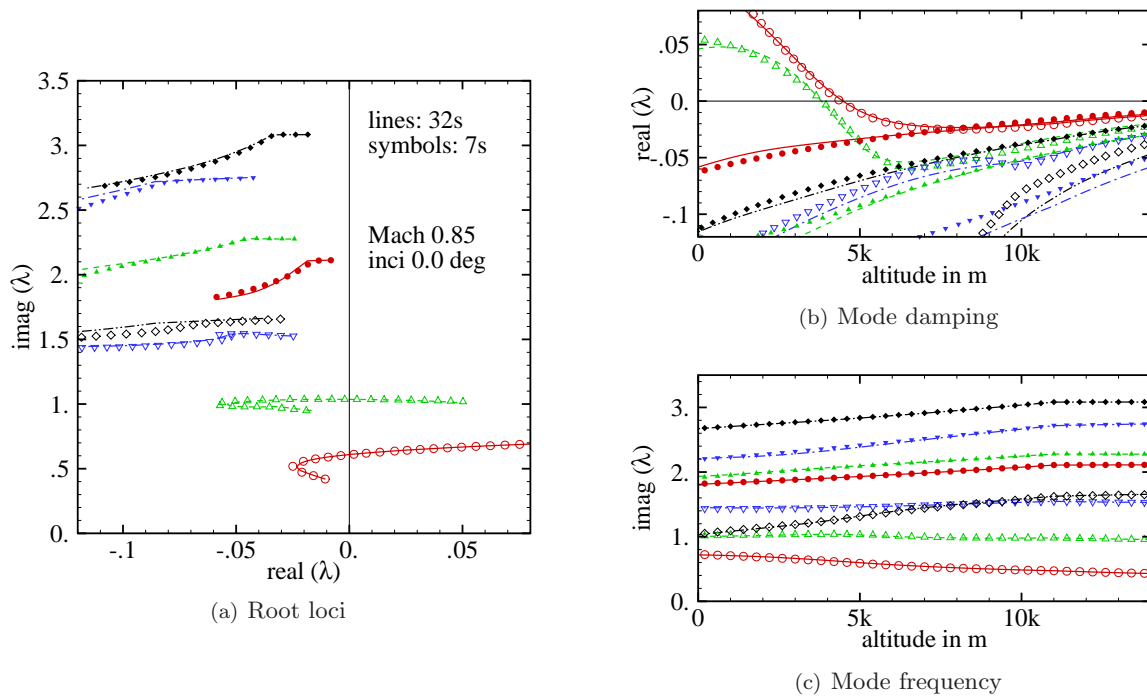 3.5
3.0
2.5
2.0
1.5
1.
.5
0.
imag (λ)
-.1
-.05
0.
.05
real (λ)
lines: 32s
symbols: 7s
Mach 0.85
inci 0.0 deg
(a) Root loci
.05
0.
-.05
-.1
real (λ)
0
5k
10k
altitude in m
(b) Mode damping
3.
2.
1.
0.
imag (λ)
0
5k
10k
altitude in m
(c) Mode frequency